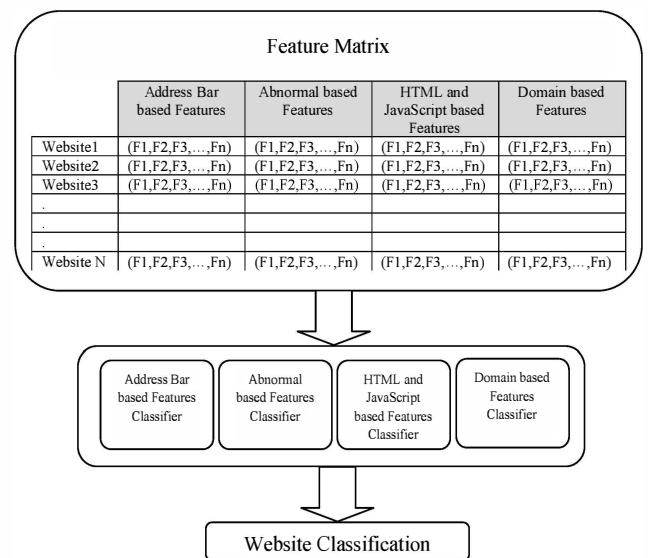 Feature Matrix
Address Bar based Features Abnormal based Features HTML and JavaScript based Features Domain based Features
Website1 (F1,F2,F3,…,Fn) (F1,F2,F3,…,Fn) (F1,F2,F3,…,Fn) (F1,F2,F3,…,Fn)
Website2 (F1,F2,F3,…,Fn) (F1,F2,F3,…,Fn) (F1,F2,F3,…,Fn) (F1,F2,F3,…,Fn)
Website3 (F1,F2,F3,…,Fn) (F1,F2,F3,…,Fn) (F1,F2,F3,…,Fn) (F1,F2,F3,…,Fn)
.
.
.
Website N (F1,F2,F3,…,Fn) (F1,F2,F3,…,Fn) (F1,F2,F3,…,Fn) (F1,F2,F3,…,Fn)
Address Bar
based Features
Classifier
Abnormal
based Features
Classifier
HTML and
JavaScript
based Features
Classifier
Domain based
Features
Classifier
Website Classification